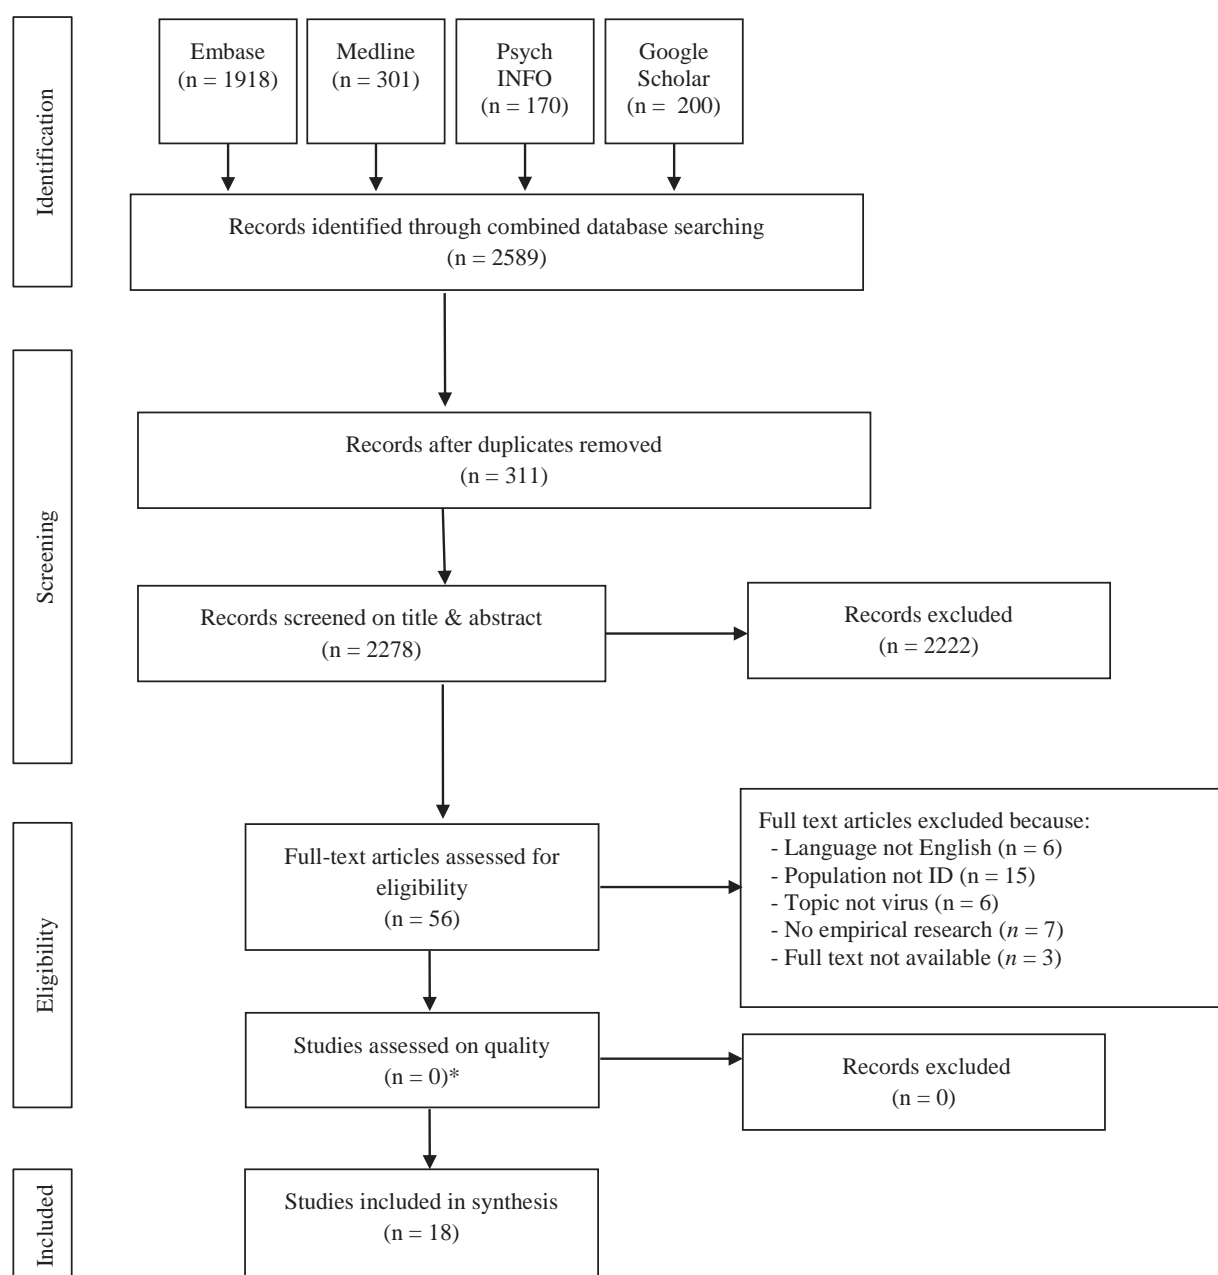 Identification
Embase
(n = 1918)
Medline
(n = 301)
Psych
INFO
(n = 170)
Google
Scholar
(n =  200)
Records identified through combined database searching
(n = 2589)
Screening
Records after duplicates removed
(n = 311)
Records screened on title & abstract
(n = 2278)
Records excluded
(n = 2222)
Eligibility
Full-text articles assessed for
eligibility
(n = 56)
Full text articles excluded because:
- Language not English (n = 6)
- Population not ID (n = 15)
- Topic not virus (n = 6)
- No empirical research (n = 7)
- Full text not available (n = 3)
Studies assessed on quality
(n = 0)*
Records excluded
(n = 0)
Included
Studies included in synthesis
(n = 18)